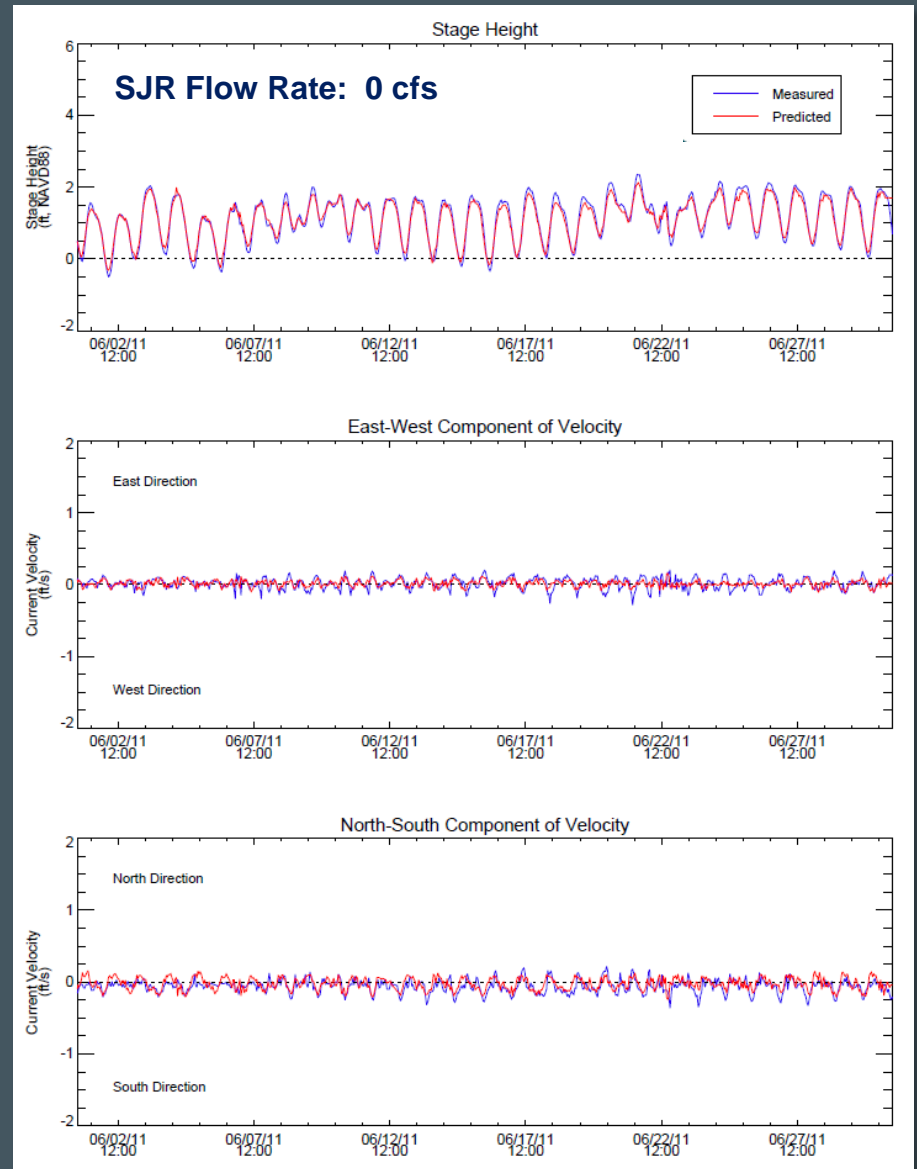 Stage Height
SJR Flow Rate: 0 cfs
Measured
Predicted
Stage Height
(ft, NAVD88)
6
4
2
0
-2
06/02/11 06/07/11 06/12/11 06/17/11 06/22/11 06/27/11
12:00 12:00 12:00 12:00 12:00 12:00
East-West Component of Velocity
East Direction
West Direction
Current Velocity
(ft/s)
2
1
0
-1
-2
06/02/11 06/07/11 06/12/11 06/17/11 06/22/11 06/27/11
12:00 12:00 12:00 12:00 12:00 12:00
North-South Component of Velocity
North Direction
South Direction
Current Velocity
(ft/s)
2
1
0
-1
-2
06/02/11 06/07/11 06/12/11 06/17/11 06/22/11 06/27/11
12:00 12:00 12:00 12:00 12:00 12:00